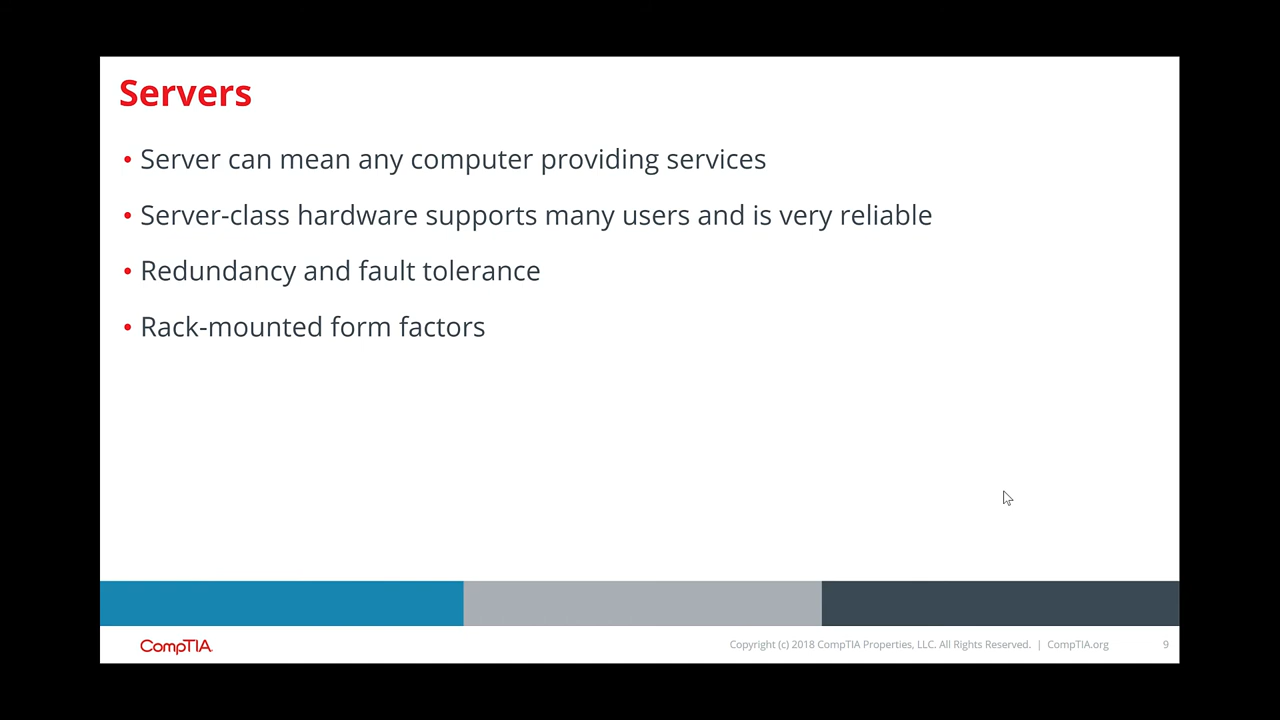 Servers
• Server can mean any computer providing services
• Server-class hardware supports many users and is very reliable
• Redundancy and fault tolerance
• Rack-mounted form factors
CompTIA.
Copyright (c) 2018 CompTIA Properties, LLC. All Rights Reserved. | CompTIA.org 9